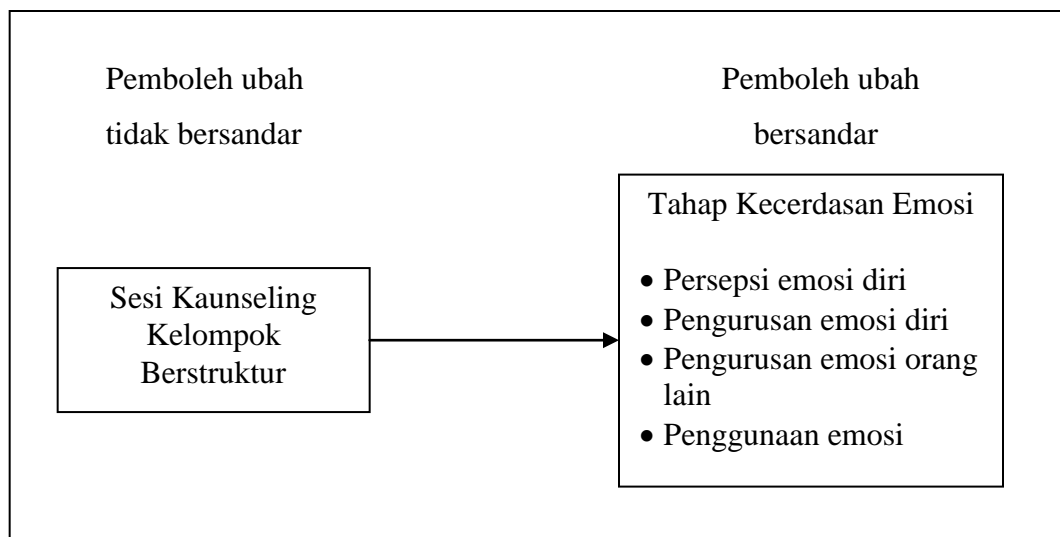 Pemboleh ubah
tidak bersandar
Pemboleh ubah
bersandar
Sesi Kaunseling
Kelompok
Berstruktur
Tahap Kecerdasan Emosi
• Persepsi emosi diri
• Pengurusan emosi diri
• Pengurusan emosi orang
lain
• Penggunaan emosi